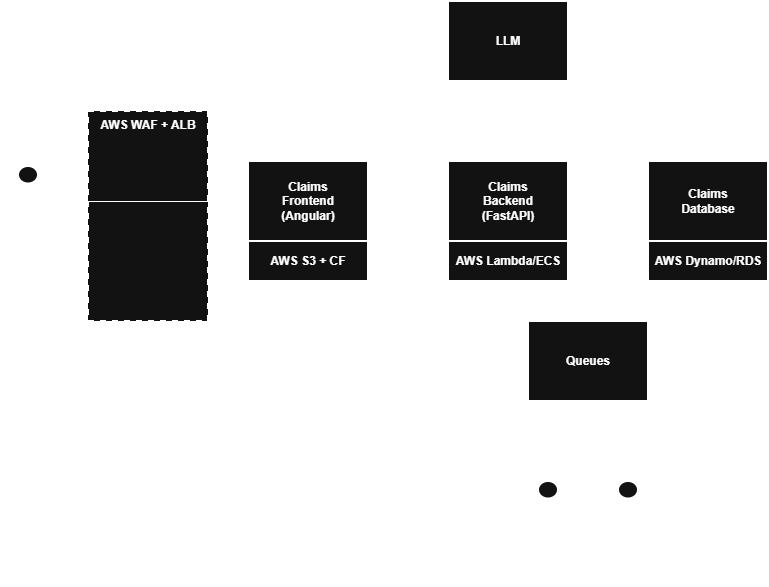 LLM
AWS WAF + ALB
Claims
Frontend
(Angular)
AWS S3 + CF
Claims
Backend
(FastAPI)
AWS Lambda/ECS
Claims
Database
AWS Dynamo/RDS
Queues